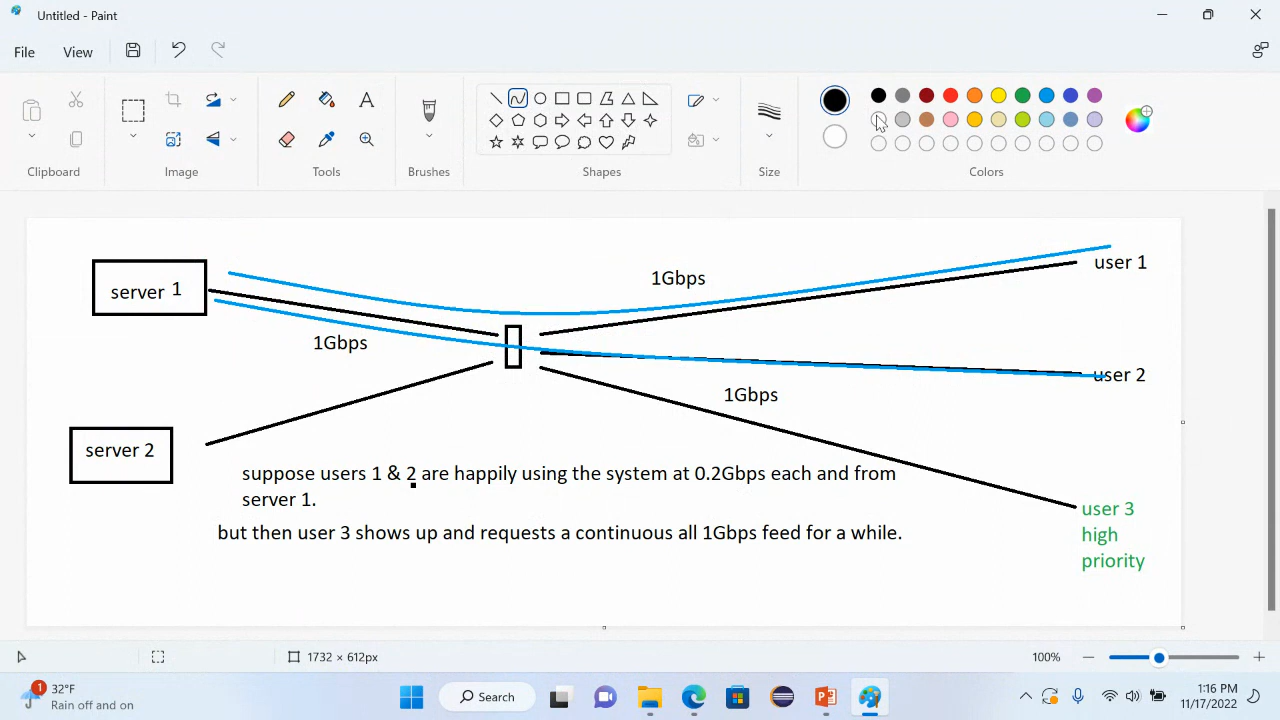 Untitled - Paint
File
View
Clipboard
Image
Tools
Brushes
Shapes
Size
Colors
server 1
1Gbps
1Gbps
user 1
user 2
1Gbps
server 2
suppose users 1 & 2 are happily using the system at 0.2Gbps each and from
server 1.
but then user 3 shows up and requests a continuous all 1Gbps feed for a while.
user 3
high
priority
1732 × 612px
100%
1
32°F
Rain off and on
Search
1:16 PM
11/17/2022